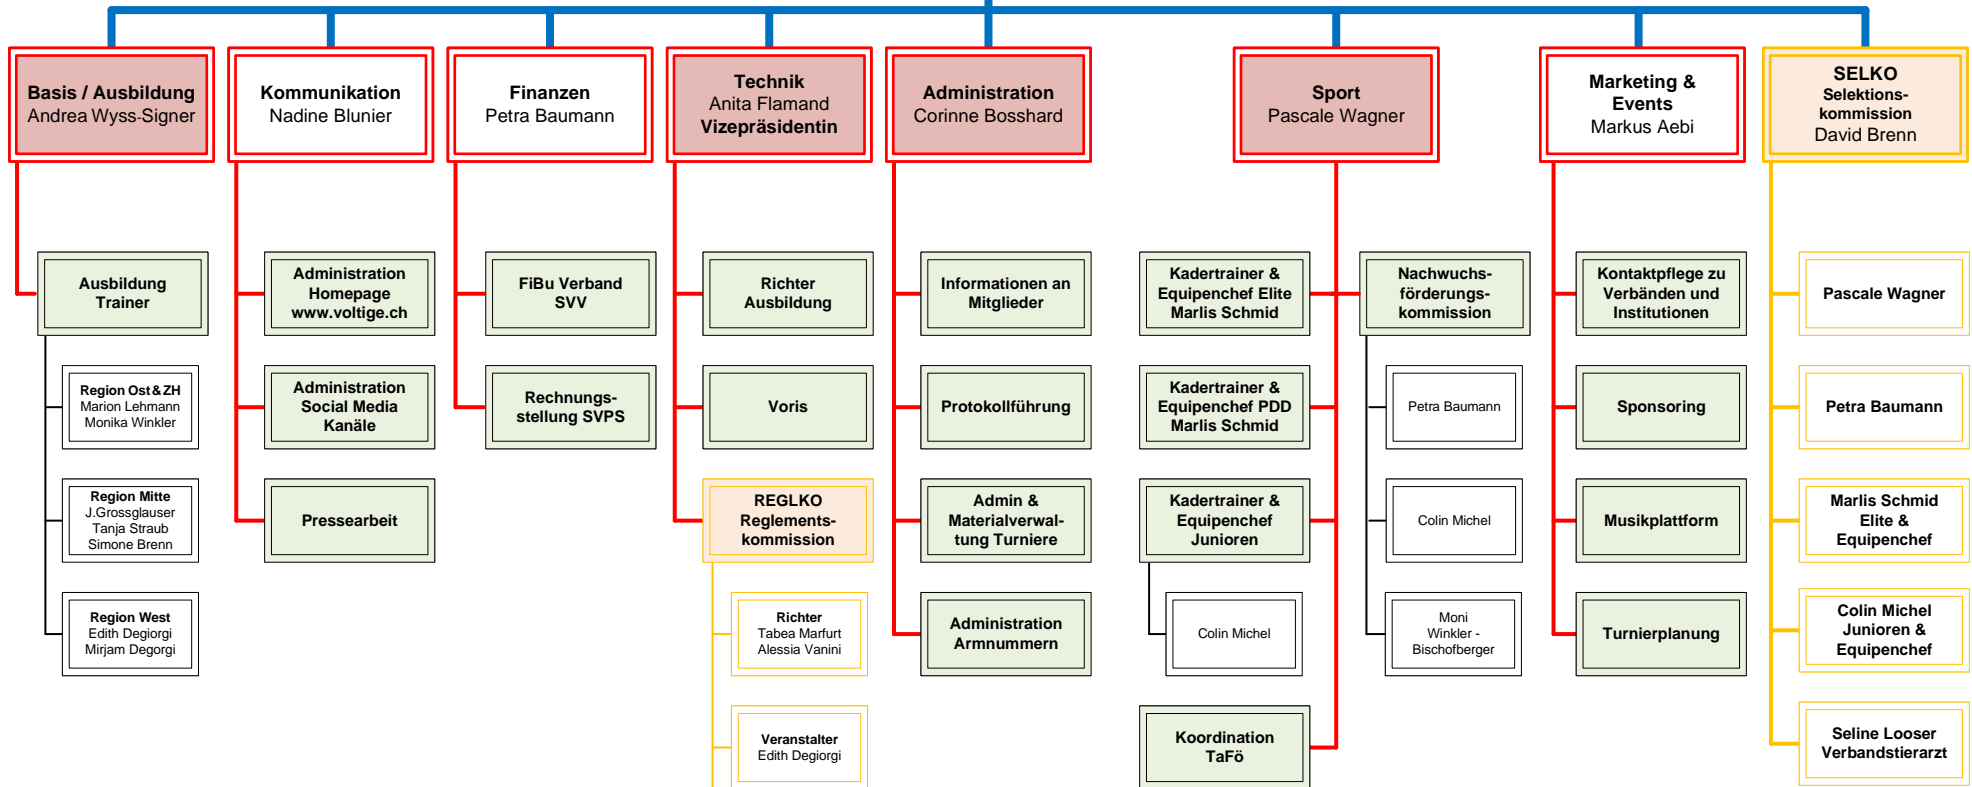 Basis / Ausbildung
Andrea Wyss-Signer
Kommunikation
Nadine Blunier
Finanzen
Petra Baumann
Technik
Anita Flamand
Vizepräsidentin
Administration
Corinne Bosshard
Sport
Pascale Wagner
Marketing &
Events
Markus Aebi
SELKO
Selektions-
kommission
David Brenn
Ausbildung
Trainer
Region Ost & ZH
Marion Lehmann
Monika Winkler
Region Mitte
J.Grossglauser
Tanja Straub
Simone Brenn
Region West
Edith Degiorgi
Mirjam Degorgi
Administration
Homepage
www.voltige.ch
Administration
Social Media
Kanäle
Pressearbeit
FiBu Verband
SVV
Rechnungs-
stellung SVPS
Richter
Ausbildung
Voris
REGLKO
Reglements-
kommission
Richter
Tabea Marfurt
Alessia Vanini
Veranstalter
Edith Degiorgi
Informationen an
Mitglieder
Protokollführung
Admin &
Materialverwal-
tung Turniere
Administration
Armnummern
Kadertrainer &
Equipenchef Elite
Marlis Schmid
Kadertrainer &
Equipenchef PDD
Marlis Schmid
Kadertrainer &
Equipenchef
Junioren
Colin Michel
Koordination
TaFö
Nachwuchs-
förderungs-
kommission
Petra Baumann
Colin Michel
Moni
Winkler -
Bischofberger
Kontaktpflege zu
Verbänden und
Institutionen
Sponsoring
Musikplattform
Turnierplanung
Pascale Wagner
Petra Baumann
Marlis Schmid
Elite &
Equipenchef
Colin Michel
Junioren &
Equipenchef
Seline Looser
Verbandstierarzt